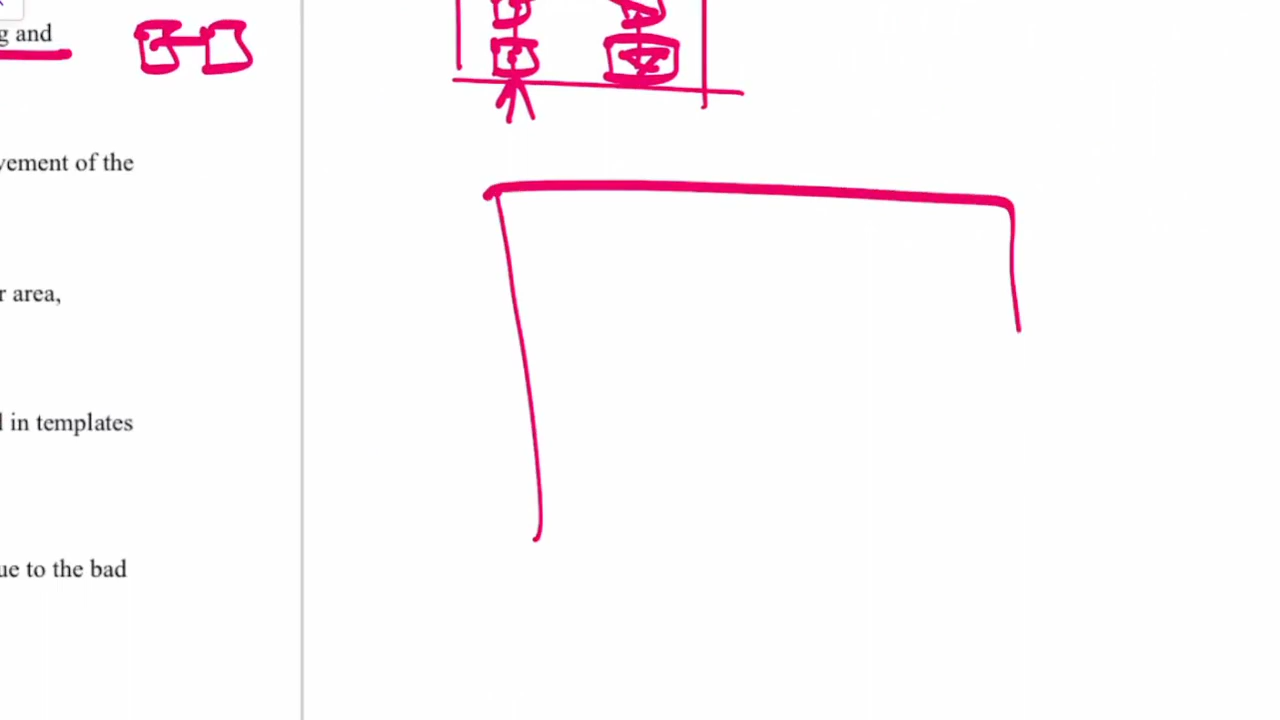 g and
vement of the
r area,
l in templates
ue to the bad